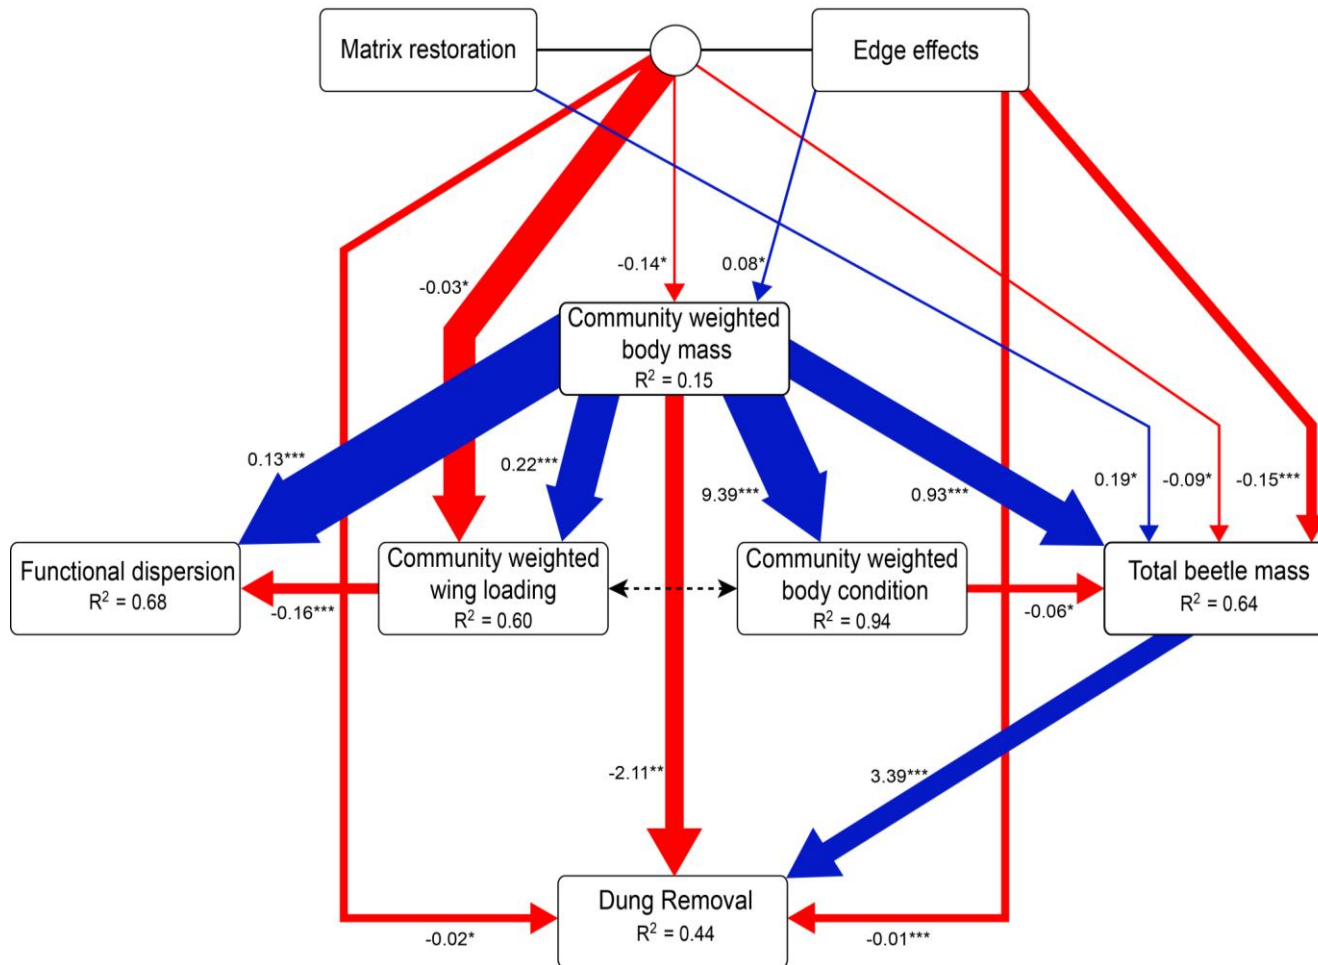 Matrix restoration
Edge effects
-0.03*
-0.14*
0.08*
Community weighted
body mass
R² = 0.15
0.13***
0.22***
9.39***
0.93***
0.19*
-0.09*
-0.15***
Functional dispersion
R² = 0.68
-0.16***
Community weighted
wing loading
R² = 0.60
Community weighted
body condition
R² = 0.94
-0.06*
Total beetle mass
R² = 0.64
-2.11**
3.39***
Dung Removal
R² = 0.44
-0.02*
-0.01***